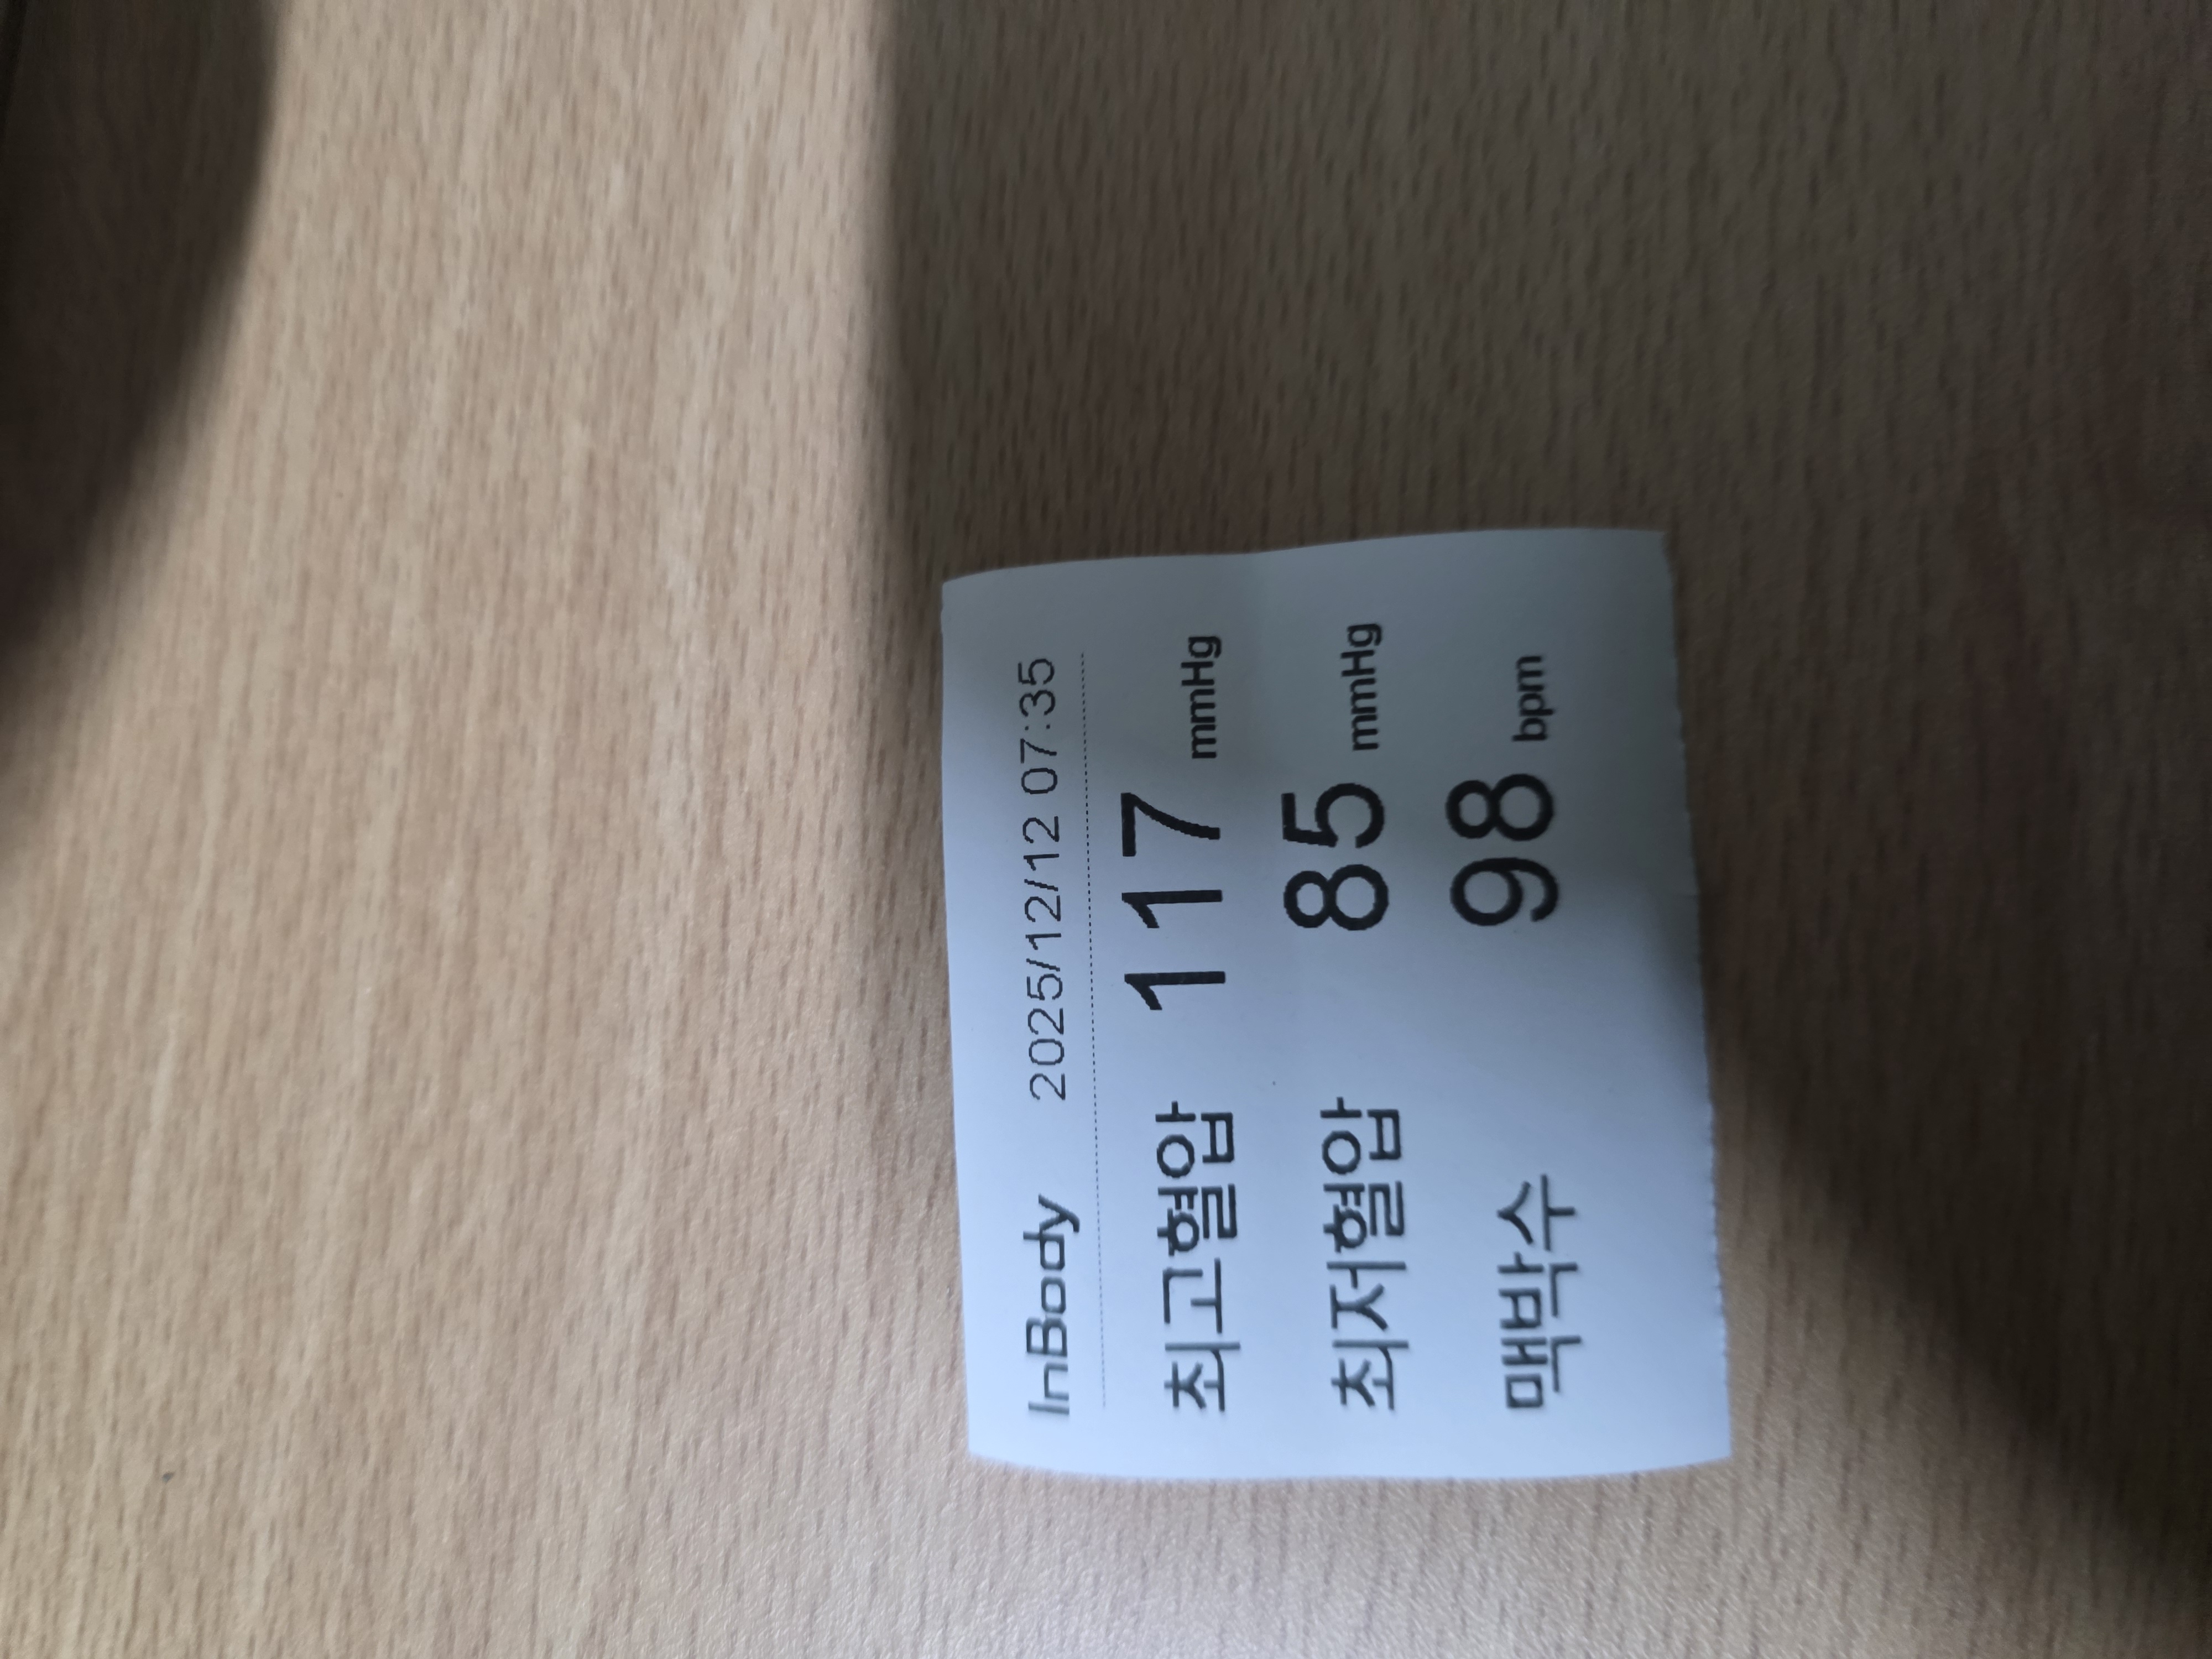 InBody 2025/12/12 07:35
최고혈압 117 mmHg
최저혈압 85 mmHg
맥박수 98 bpm